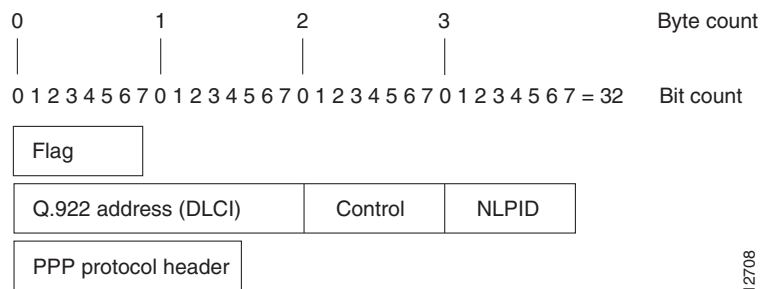 0 1 2 3 Byte count
0 1 2 3 4 5 6 7 0 1 2 3 4 5 6 7 0 1 2 3 4 5 6 7 0 1 2 3 4 5 6 7 = 32 Bit count
Flag
Q.922 address (DLCI) Control NLPID
PPP protocol header
12708